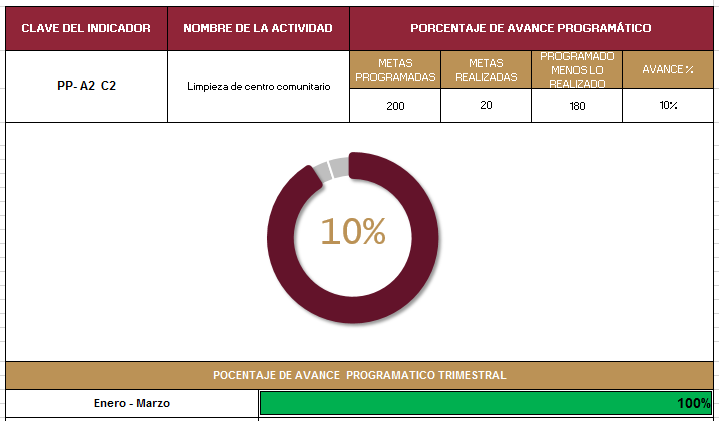 CLAVE DEL INDICADOR
NOMBRE DE LA ACTIVIDAD
PORCENTAJE DE AVANCE PROGRAMÁTICO
METAS
PROGRAMADAS
METAS
REALIZADAS
PROGRAMADO
MENOS LO
REALIZADO
AVANCE %
PP- A2 C2
Limpieza de centro comunitario
200
20
180
10%
10%
POCENTAJE DE AVANCE PROGRAMATICO TRIMESTRAL
Enero - Marzo
100%